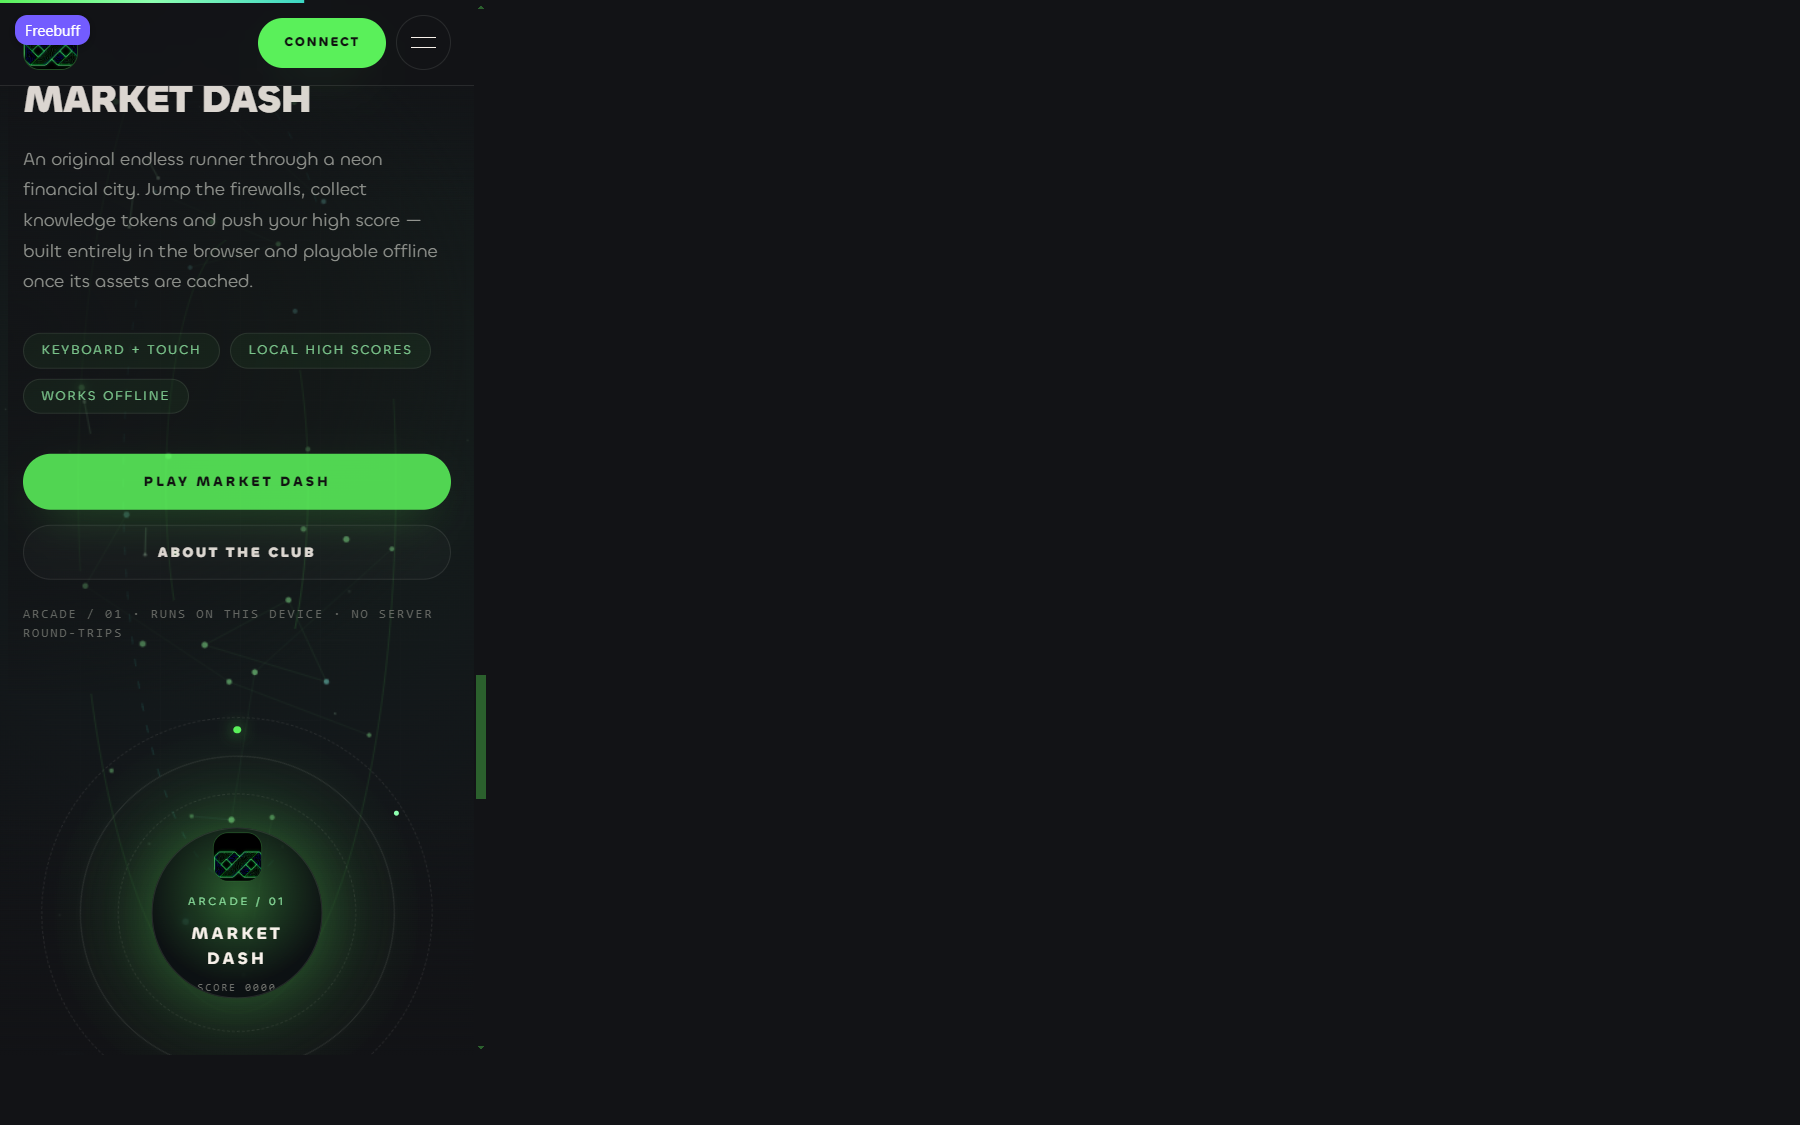 Freebuff
CONNECT
MARKET DASH
An original endless runner through a neon
financial city. Jump the firewalls, collect
knowledge tokens and push your high score —
built entirely in the browser and playable offline
once its assets are cached.
KEYBOARD + TOUCH
LOCAL HIGH SCORES
WORKS OFFLINE
PLAY MARKET DASH
ABOUT THE CLUB
ARCADE / 01 · RUNS ON THIS DEVICE · NO SERVER
ROUND-TRIPS
ARCADE / 01
MARKET
DASH
SCORE 0000